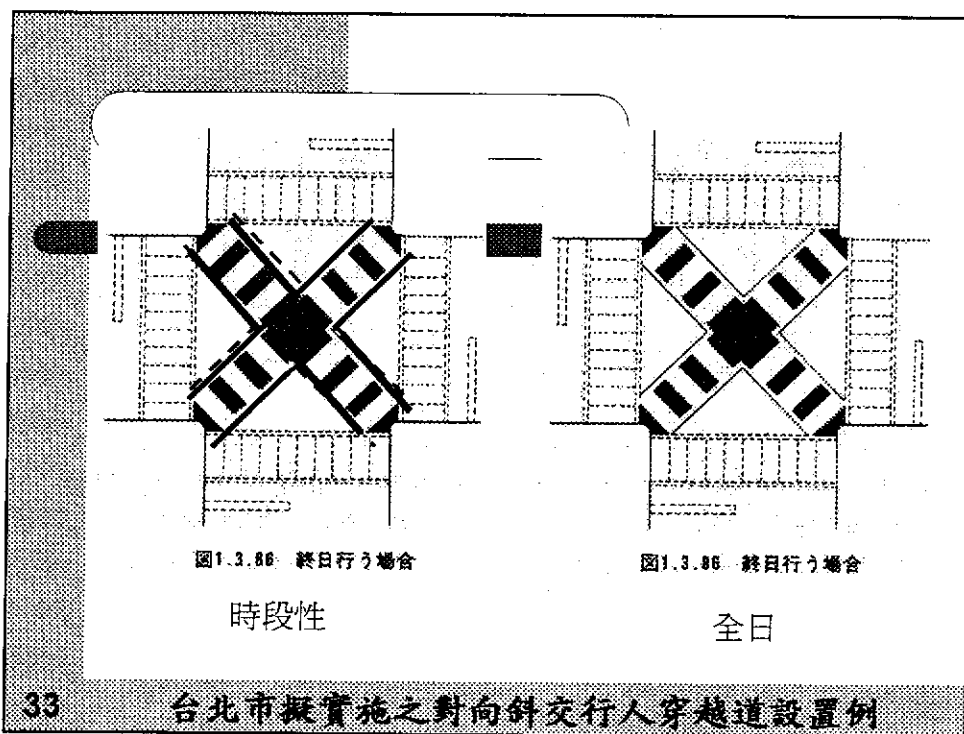 図1.3.86 終日行う場合
図1.3.86 終日行う場合
時段性
全日
33 台北市擬實施之對向斜交行人穿越道設置例